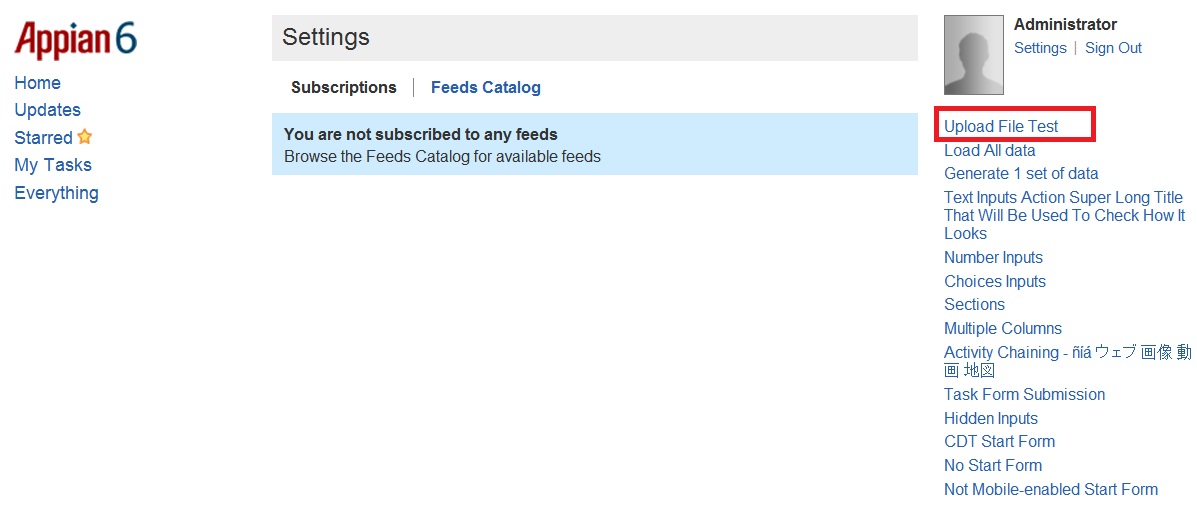 Appian 6
Home
Updates
Starred
My Tasks
Everything
Settings
Subscriptions
Feeds Catalog
You are not subscribed to any feeds
Browse the Feeds Catalog for available feeds
Administrator
Settings
Sign Out
Upload File Test
Load All data
Generate 1 set of data
Text Inputs Action Super Long Title
That Will Be Used To Check How It
Looks
Number Inputs
Choices Inputs
Sections
Multiple Columns
Activity Chaining - ñíá ウェブ 画像 動
画 地図
Task Form Submission
Hidden Inputs
CDT Start Form
No Start Form
Not Mobile-enabled Start Form